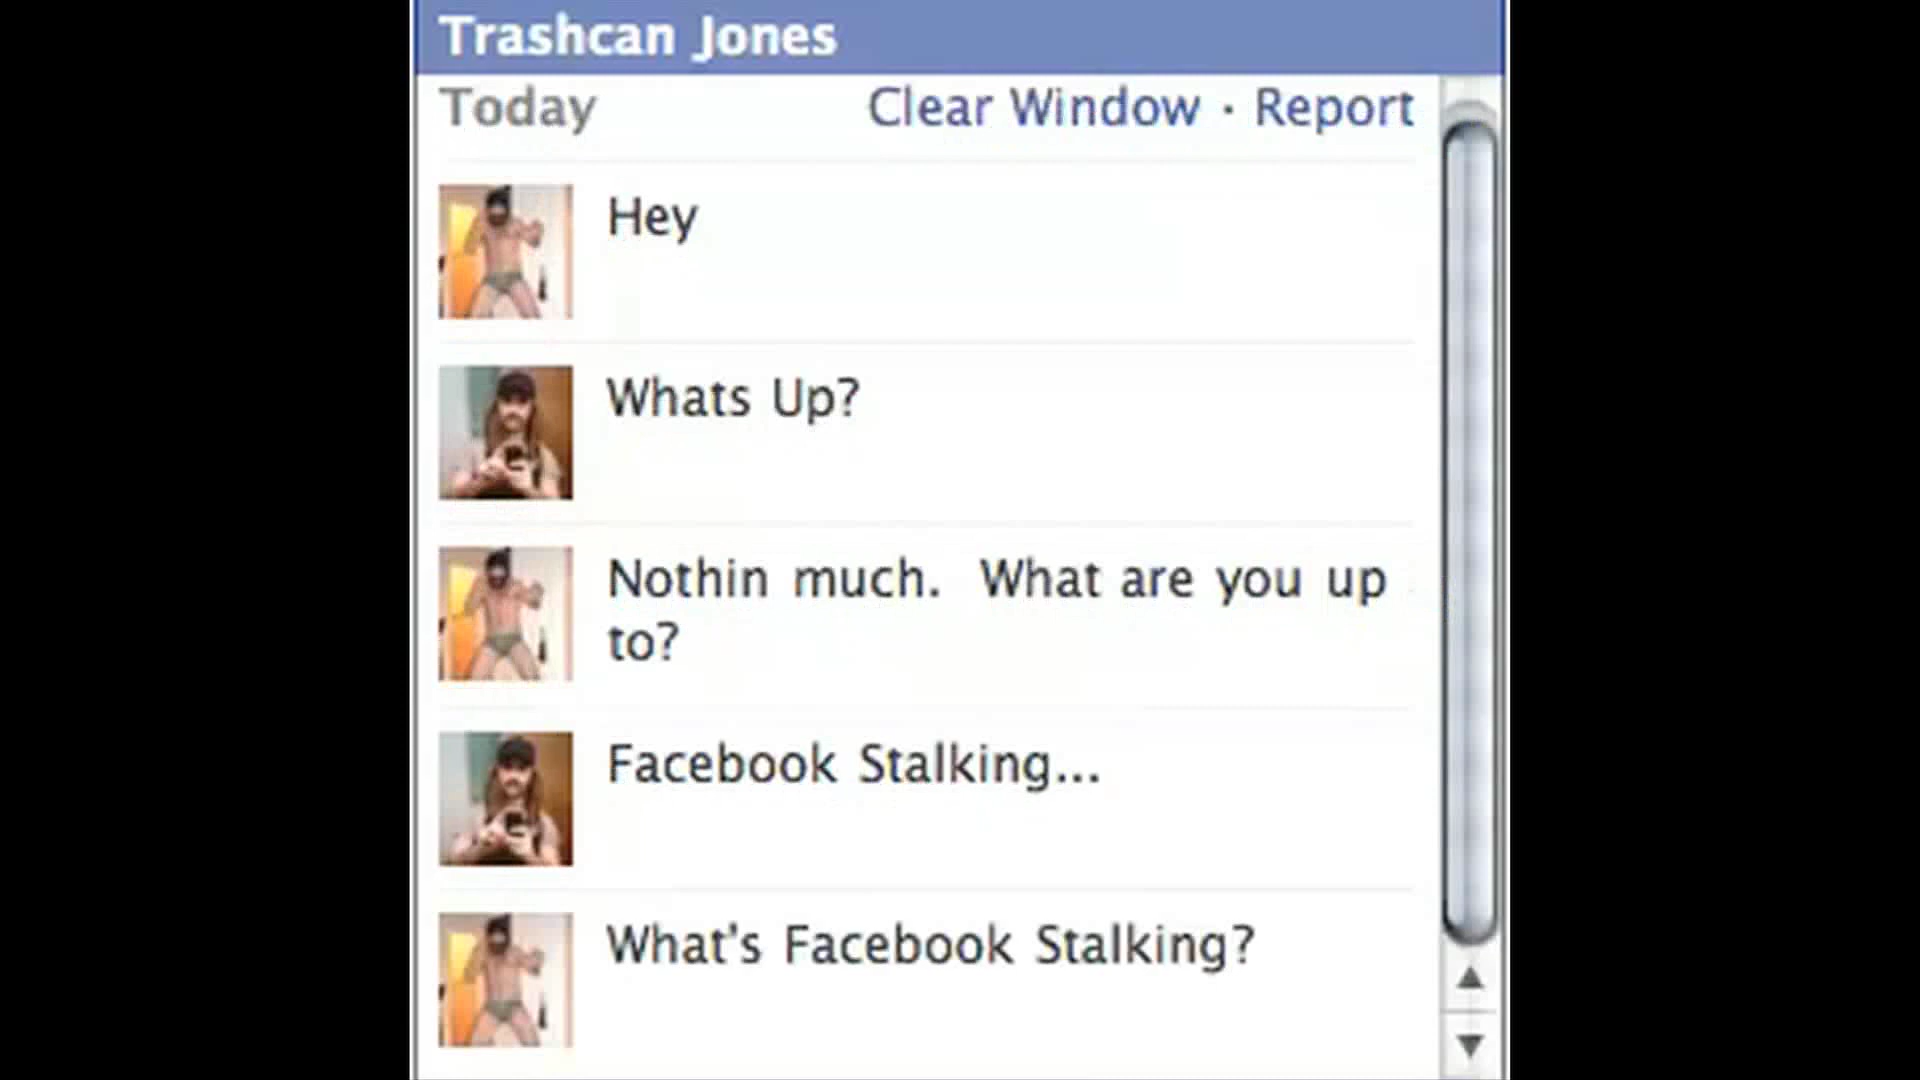 Trashcan Jones
Today Clear Window · Report
Hey
Whats Up?
Nothin much. What are you up
to?
Facebook Stalking...
What's Facebook Stalking?